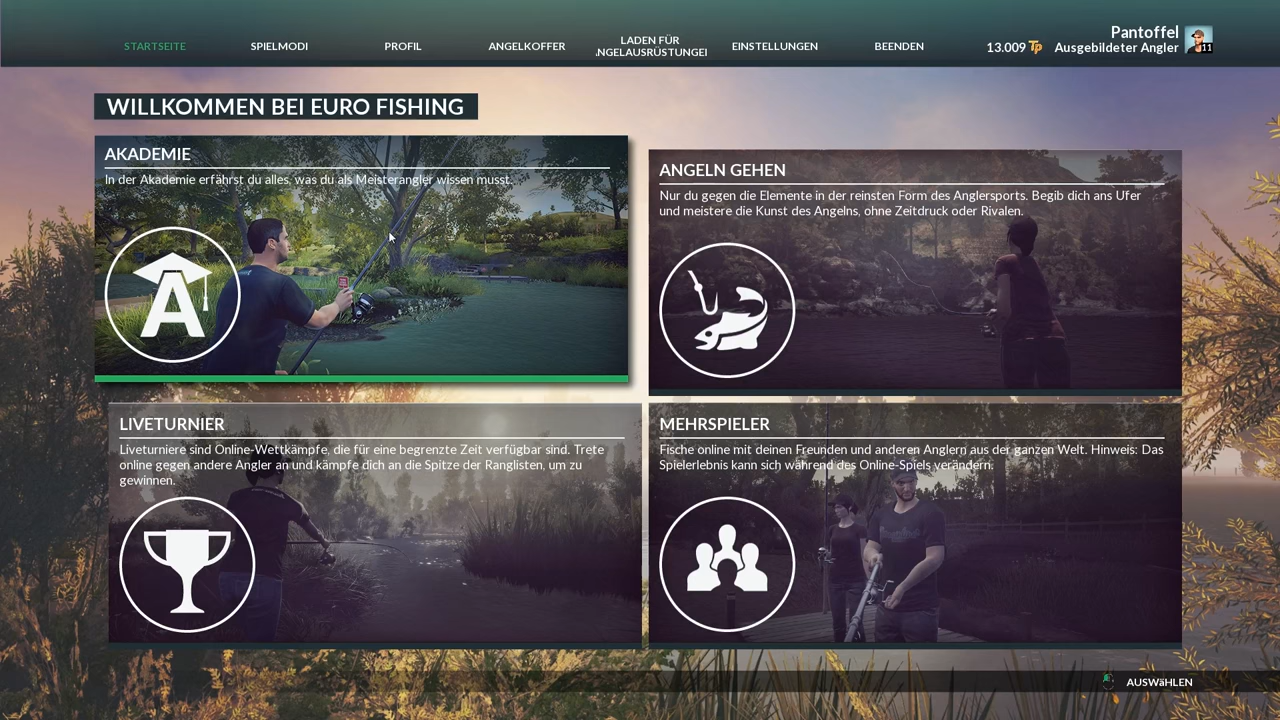 STARTSEITE
SPIELMODI
PROFIL
ANGELKOFFER
LADEN FÜR
NGELAUSRÜSTUNGEI
EINSTELLUNGEN
BEENDEN
13.009 Tp
Pantoffel
Ausgebildeter Angler
11
WILLKOMMEN BEI EURO FISHING
AKADEMIE
In der Akademie erfährst du alles, was du als Meisterangler wissen musst.
A
ANGELN GEHEN
Nur du gegen die Elemente in der reinsten Form des Anglersports. Begib dich ans Ufer
und meistere die Kunst des Angelns, ohne Zeitdruck oder Rivalen.
LIVETURNIER
Liveturniere sind Online-Wettkämpfe, die für eine begrenzte Zeit verfügbar sind. Trete
online gegen andere Angler an und kämpfe dich an die Spitze der Ranglisten, um zu
gewinnen.
MEHRSPIELER
Fische online mit deinen Freunden und anderen Anglern aus der ganzen Welt. Hinweis: Das
Spielerlebnis kann sich während des Online-Spiels verändern.
AUSWäHLEN